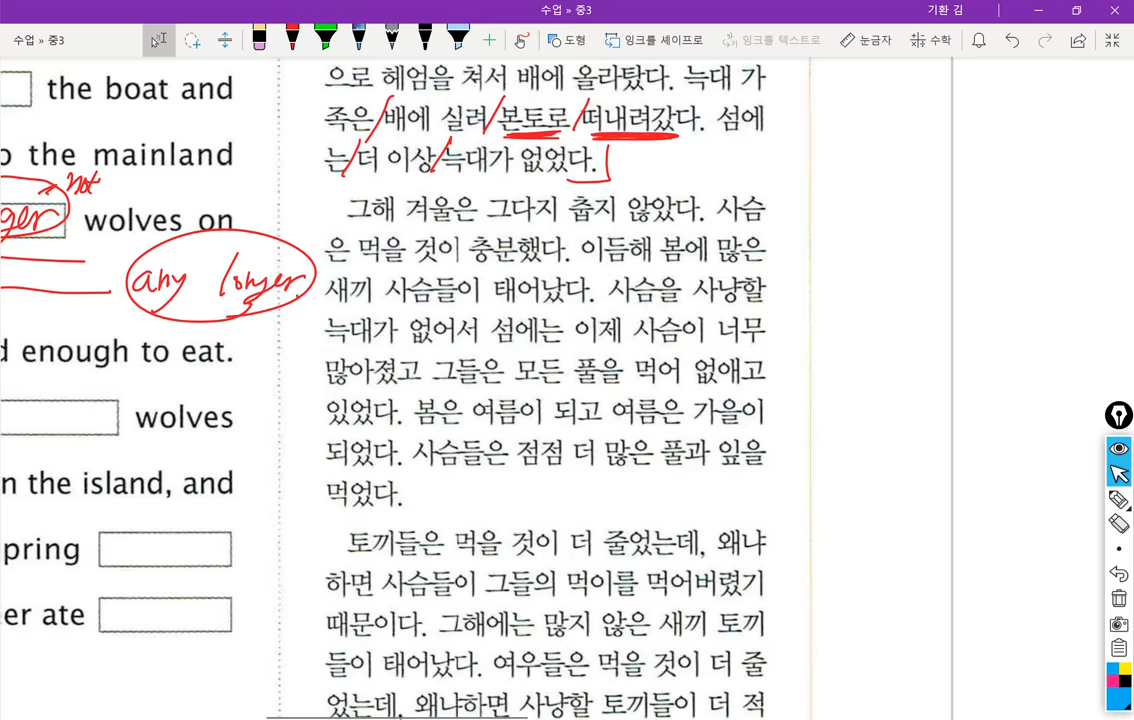 수업 » 중3
기환 김
수업 » 중3
도형
잉크를 셰이프로
잉크를 텍스트로
눈금자
수학
the boat and
o the mainland
not
ger
wolves on
any longer
d enough to eat.
wolves
n the island, and
pring
er ate
으로 헤엄을 쳐서 배에 올라탔다. 늑대 가
족은 배에 실려 본토로 떠내려갔다. 섬에
는 더 이상 늑대가 없었다.
그해 겨울은 그다지 춥지 않았다. 사슴
은 먹을 것이 충분했다. 이듬해 봄에 많은
새끼 사슴들이 태어났다. 사슴을 사냥할
늑대가 없어서 섬에는 이제 사슴이 너무
많아졌고 그들은 모든 풀을 먹어 없애고
있었다. 봄은 여름이 되고 여름은 가을이
되었다. 사슴들은 점점 더 많은 풀과 잎을
먹었다.
토끼들은 먹을 것이 더 줄었는데, 왜냐
하면 사슴들이 그들의 먹이를 먹어버렸기
때문이다. 그해에는 많지 않은 새끼 토끼
들이 태어났다. 여우들은 먹을 것이 더 줄
었는데, 왜냐하면 사냥할 토끼들이 더 적